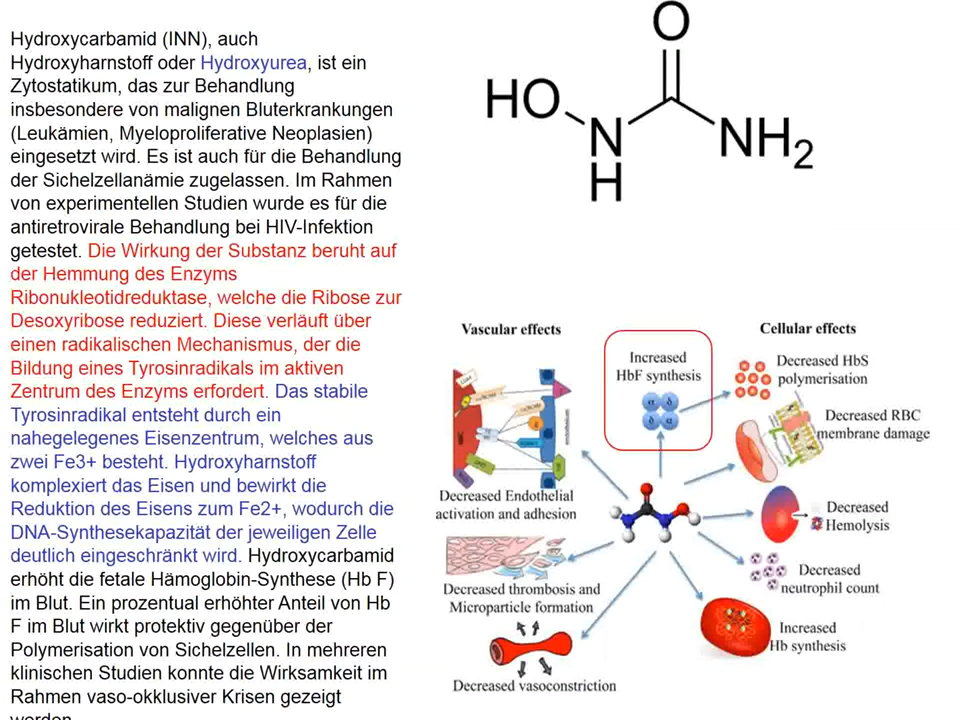 Hydroxycarbamid (INN), auch
Hydroxyharnstoff oder Hydroxyurea, ist ein
Zytostatikum, das zur Behandlung
insbesondere von malignen Bluterkrankungen
(Leukämien, Myeloproliferative Neoplasien)
eingesetzt wird. Es ist auch für die Behandlung
der Sichelzellanämie zugelassen. Im Rahmen
von experimentellen Studien wurde es für die
antiretrovirale Behandlung bei HIV-Infektion
getestet. Die Wirkung der Substanz beruht auf
der Hemmung des Enzyms
Ribonukleotidreduktase, welche die Ribose zur
Desoxyribose reduziert. Diese verläuft über
einen radikalischen Mechanismus, der die
Bildung eines Tyrosinradikals im aktiven
Zentrum des Enzyms erfordert. Das stabile
Tyrosinradikal entsteht durch ein
nahegelegenes Eisenzentrum, welches aus
zwei Fe3+ besteht. Hydroxyharnstoff
komplexiert das Eisen und bewirkt die
Reduktion des Eisens zum Fe2+, wodurch die
DNA-Synthesekapazität der jeweiligen Zelle
deutlich eingeschränkt wird. Hydroxycarbamid
erhöht die fetale Hämoglobin-Synthese (Hb F)
im Blut. Ein prozentual erhöhter Anteil von Hb
F im Blut wirkt protektiv gegenüber der
Polymerisation von Sichelzellen. In mehreren
klinischen Studien konnte die Wirksamkeit im
Rahmen vaso-okklusiver Krisen gezeigt
werden
O
HO
N
H
NH2
Vascular effects
Cellular effects
Increased
HbF synthesis
α δ
δ α
Decreased HbS
polymerisation
Decreased RBC
membrane damage
Decreased Endothelial
activation and adhesion
Decreased
Hemolysis
Decreased thrombosis and
Microparticle formation
Decreased
neutrophil count
Increased
Hb synthesis
Decreased vasoconstriction